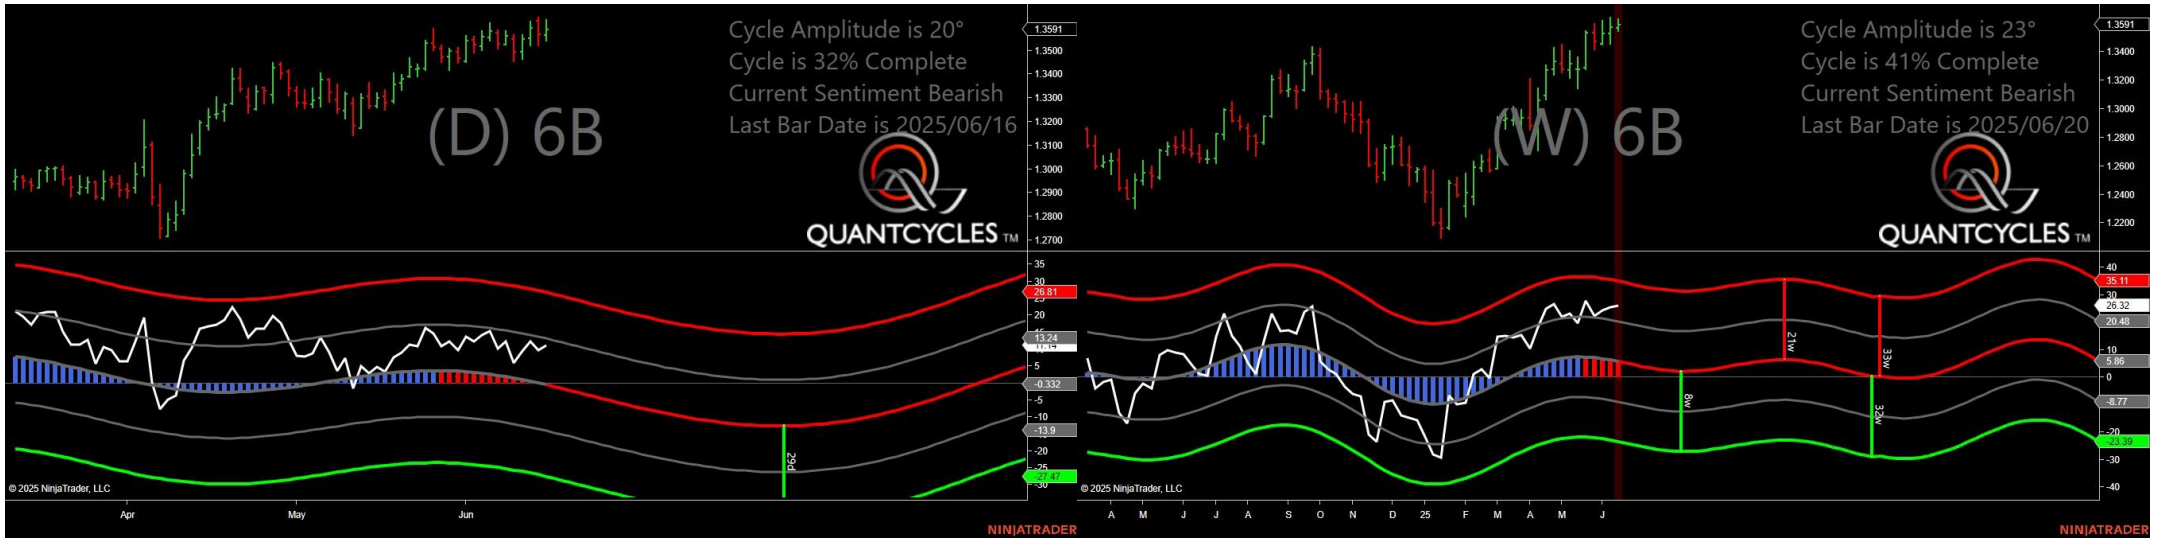 Cycle Amplitude is 20°
Cycle is 32% Complete
Current Sentiment Bearish
Last Bar Date is 2025/06/16
(D) 6B
QUANTCYCLES TM
1.3591
1.3500
1.3400
1.3300
1.3200
1.3100
1.3000
1.2900
1.2800
1.2700
35
30
26.81
25
20
15
13.24
11.14
5
-0.332
-5
-10
-13.9
-20
-25
-27.47
-30
29d
© 2025 NinjaTrader, LLC
Apr
May
Jun
NINJATRADER
Cycle Amplitude is 23°
Cycle is 41% Complete
Current Sentiment Bearish
Last Bar Date is 2025/06/20
(W) 6B
QUANTCYCLES TM
1.3591
1.3400
1.3200
1.3000
1.2800
1.2600
1.2400
1.2200
40
35.11
30
26.32
20.48
10
5.86
0
-8.77
-20
-23.39
-30
-40
8w
21w
32w
33w
© 2025 NinjaTrader, LLC
A M J J A S O N D 25 F M A M J
NINJATRADER